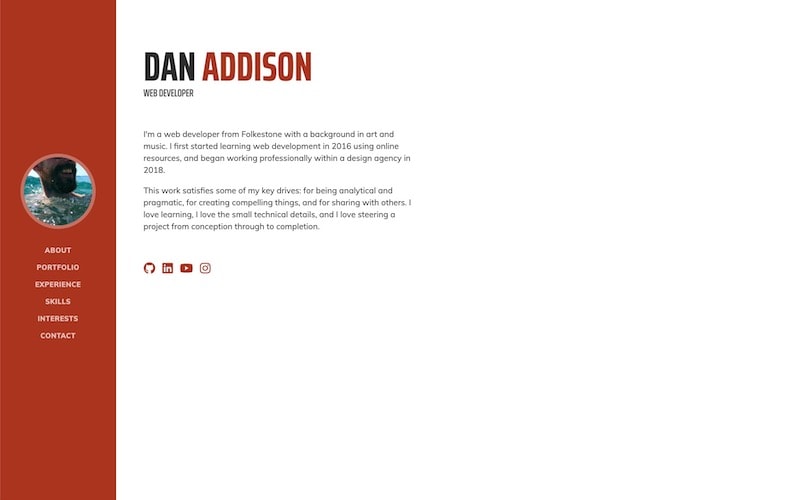 DAN ADDISON
WEB DEVELOPER
I'm a web developer from Folkestone with a background in art and
music. I first started learning web development in 2016 using online
resources, and began working professionally within a design agency in
2018.
This work satisfies some of my key drives: for being analytical and
pragmatic, for creating compelling things, and for sharing with others. I
love learning, I love the small technical details, and I love steering a
project from conception through to completion.
ABOUT
PORTFOLIO
EXPERIENCE
SKILLS
INTERESTS
CONTACT